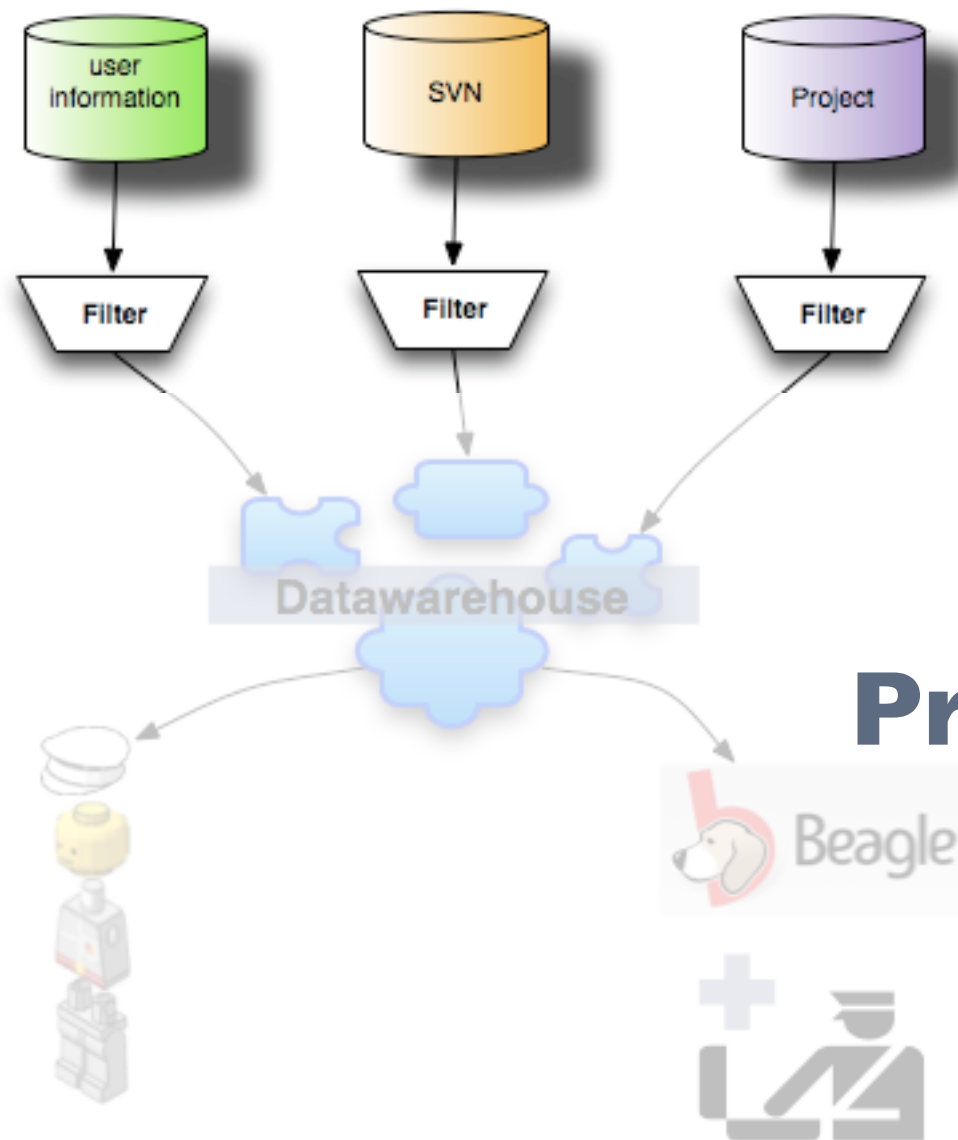 user
information
SVN
Project
Filter
Filter
Filter
Datawarehouse
Pr
Beagle